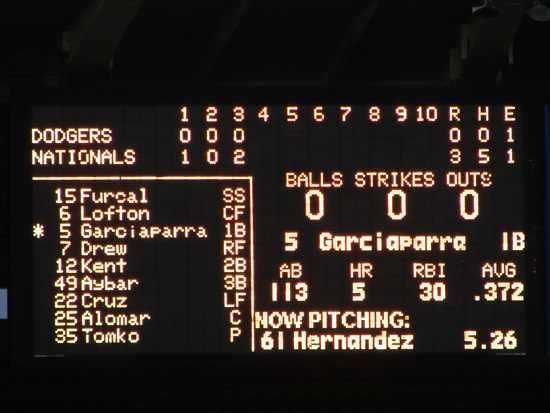 1 2 3 4 5 6 7 8 9 10 R H E
DODGERS 0 0 0 0 0 1
NATIONALS 1 0 2 3 5 1
BALLS STRIKES OUTS
0 0 0
15 Furcal SS
6 Lofton CF
* 5 Garciaparra 1B
7 Drew RF
12 Kent 2B
49 Aybar 3B
22 Cruz LF
25 Alomar C
35 Tomko P
5 Garciaparra 1B
AB HR RBI AVG
113 5 30 .372
NOW PITCHING:
61 Hernandez 5.26